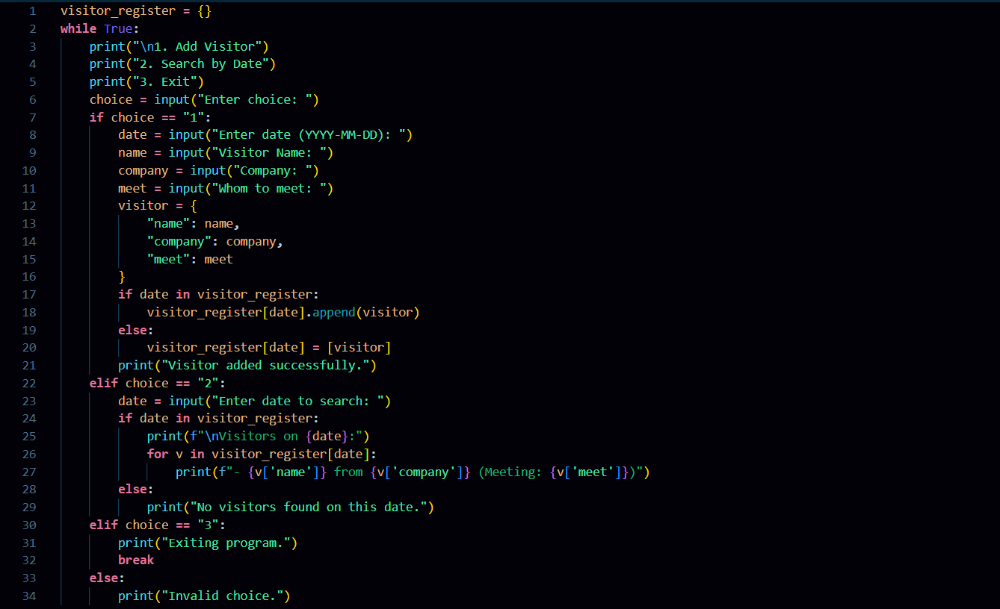 1 visitor_register = {}
2 while True:
3     print("\n1. Add Visitor")
4     print("2. Search by Date")
5     print("3. Exit")
6     choice = input("Enter choice: ")
7     if choice == "1":
8         date = input("Enter date (YYYY-MM-DD): ")
9         name = input("Visitor Name: ")
10         company = input("Company: ")
11         meet = input("Whom to meet: ")
12         visitor = {
13             "name": name,
14             "company": company,
15             "meet": meet
16         }
17         if date in visitor_register:
18             visitor_register[date].append(visitor)
19         else:
20             visitor_register[date] = [visitor]
21         print("Visitor added successfully.")
22     elif choice == "2":
23         date = input("Enter date to search: ")
24         if date in visitor_register:
25             print(f"\nVisitors on {date}:")
26             for v in visitor_register[date]:
27                 print(f"- {v['name']} from {v['company']} (Meeting: {v['meet']})")
28         else:
29             print("No visitors found on this date.")
30     elif choice == "3":
31         print("Exiting program.")
32         break
33     else:
34         print("Invalid choice.")